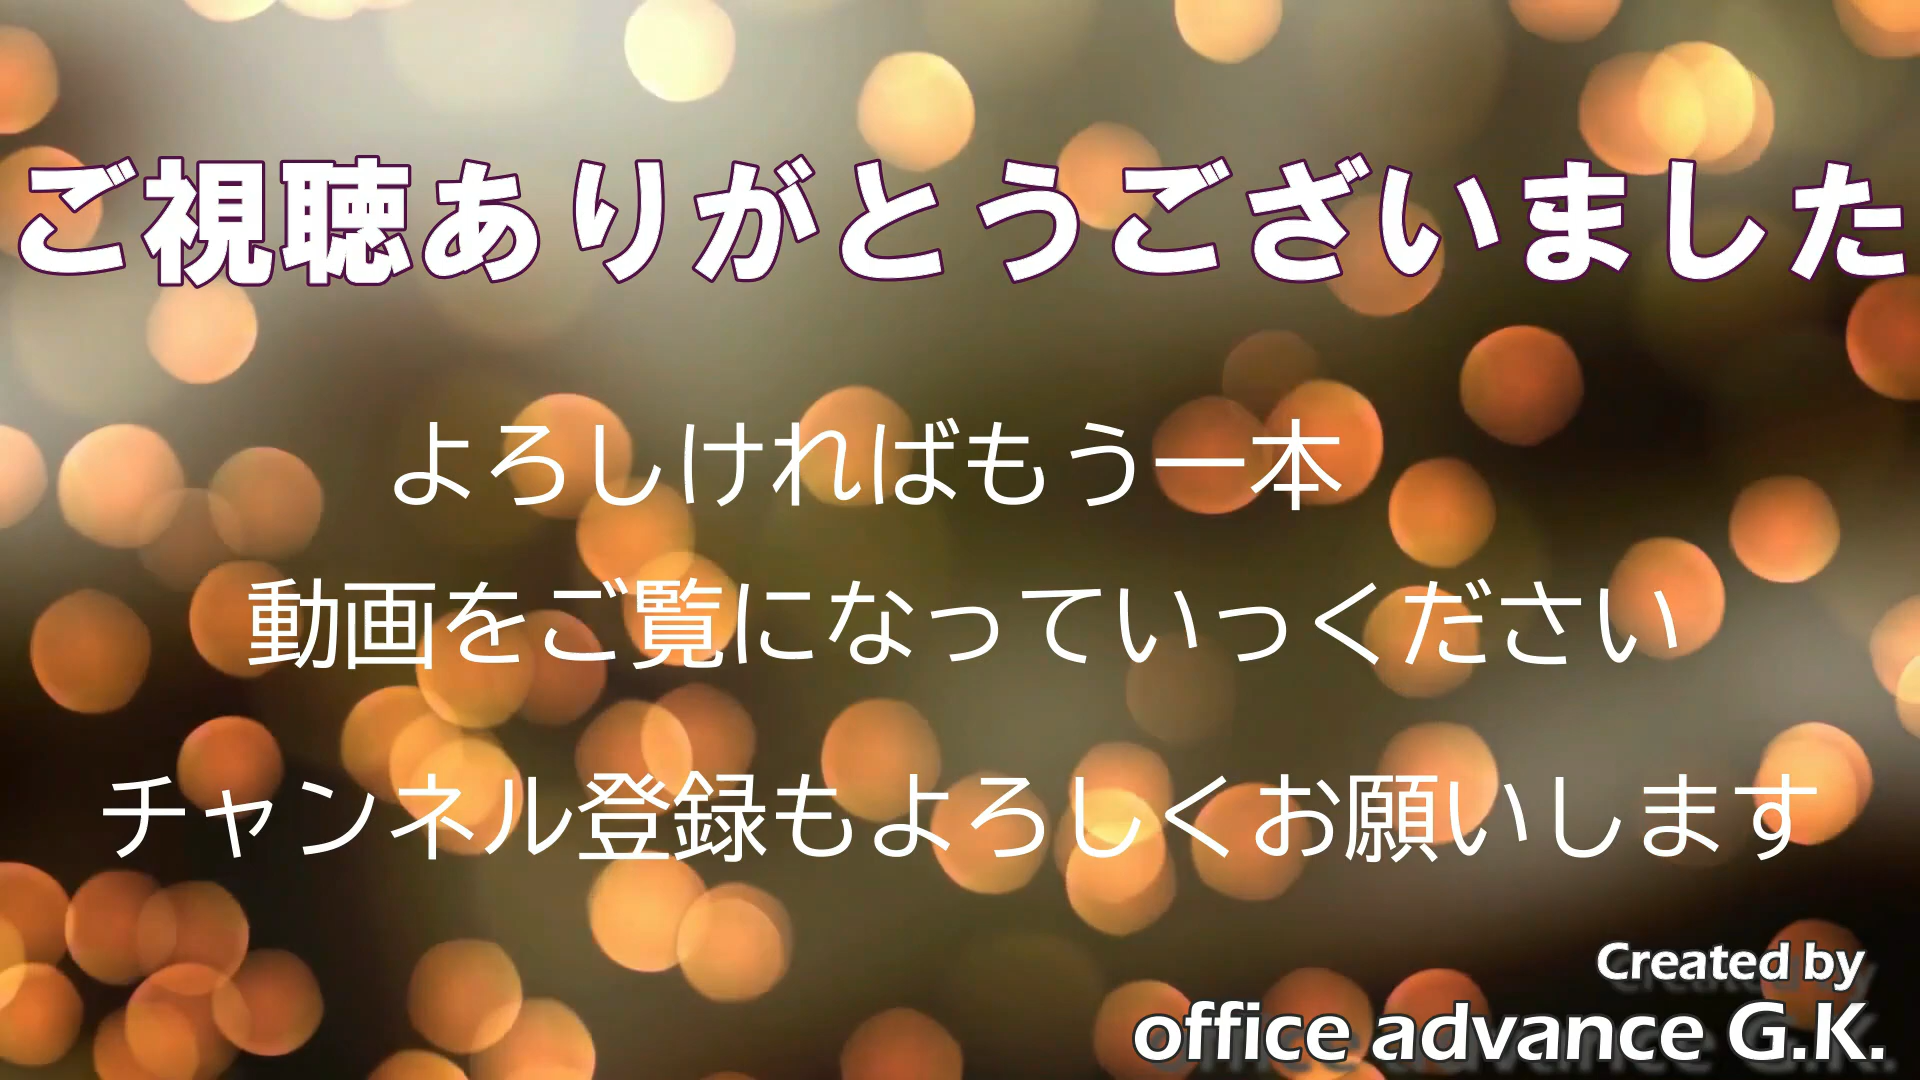 ご視聴ありがとうございました
よろしければもう一本
動画をご覧になっていっください
チャンネル登録もよろしくお願いします
Created by
office advance G.K.